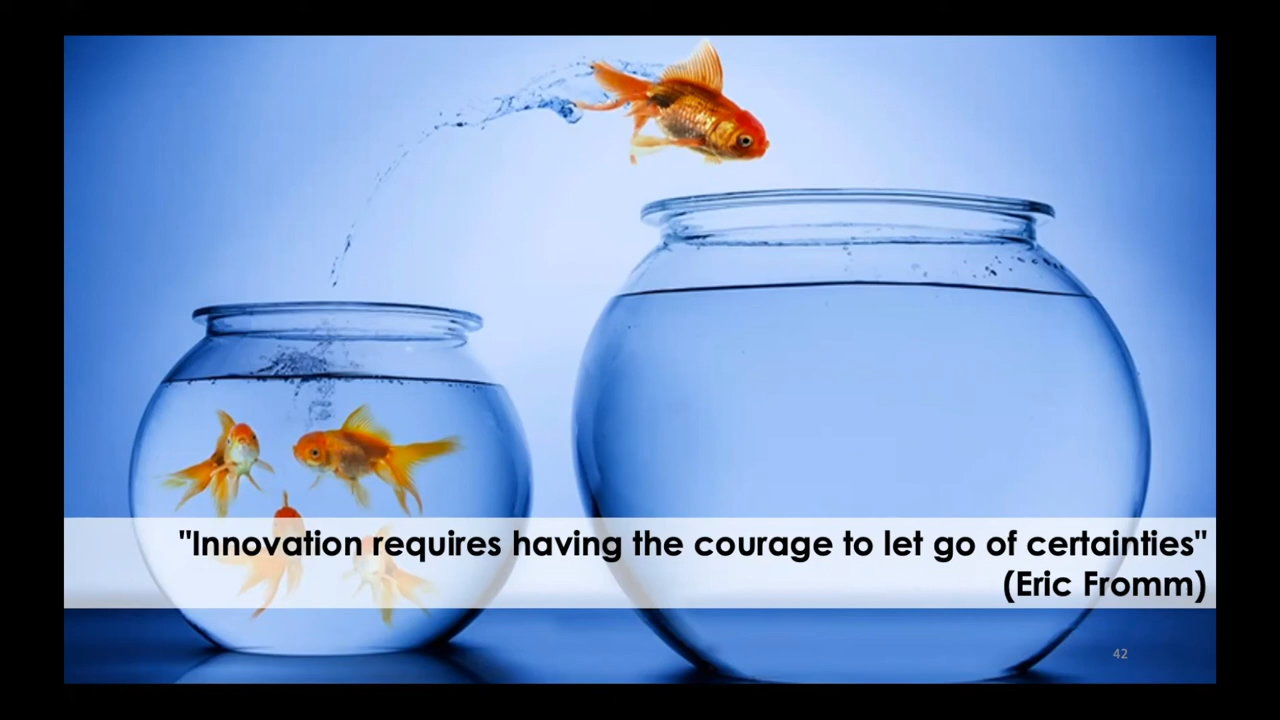 "Innovation requires having the courage to let go of certainties"
(Eric Fromm)
42